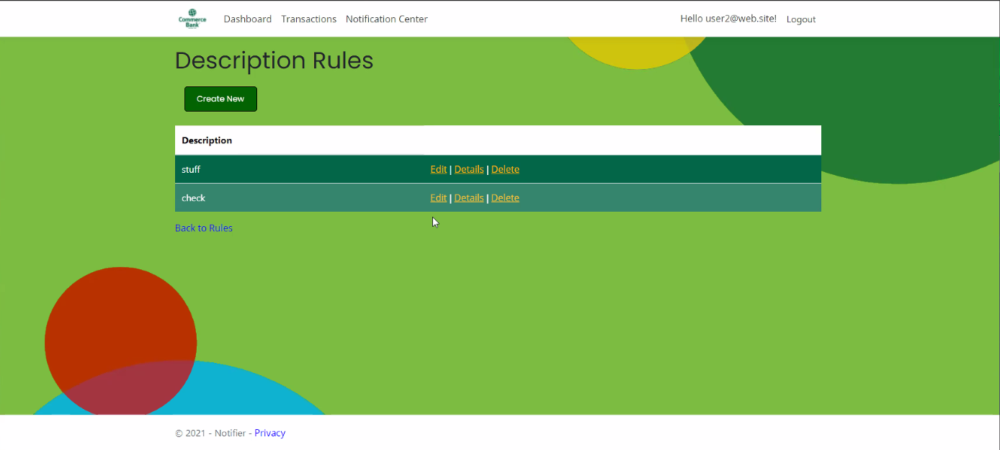 Commerce
Bank
Dashboard Transactions Notification Center Hello user2@web.site! Logout
Description Rules
Create New
Description
stuff Edit | Details | Delete
check Edit | Details | Delete
Back to Rules
© 2021 - Notifier - Privacy